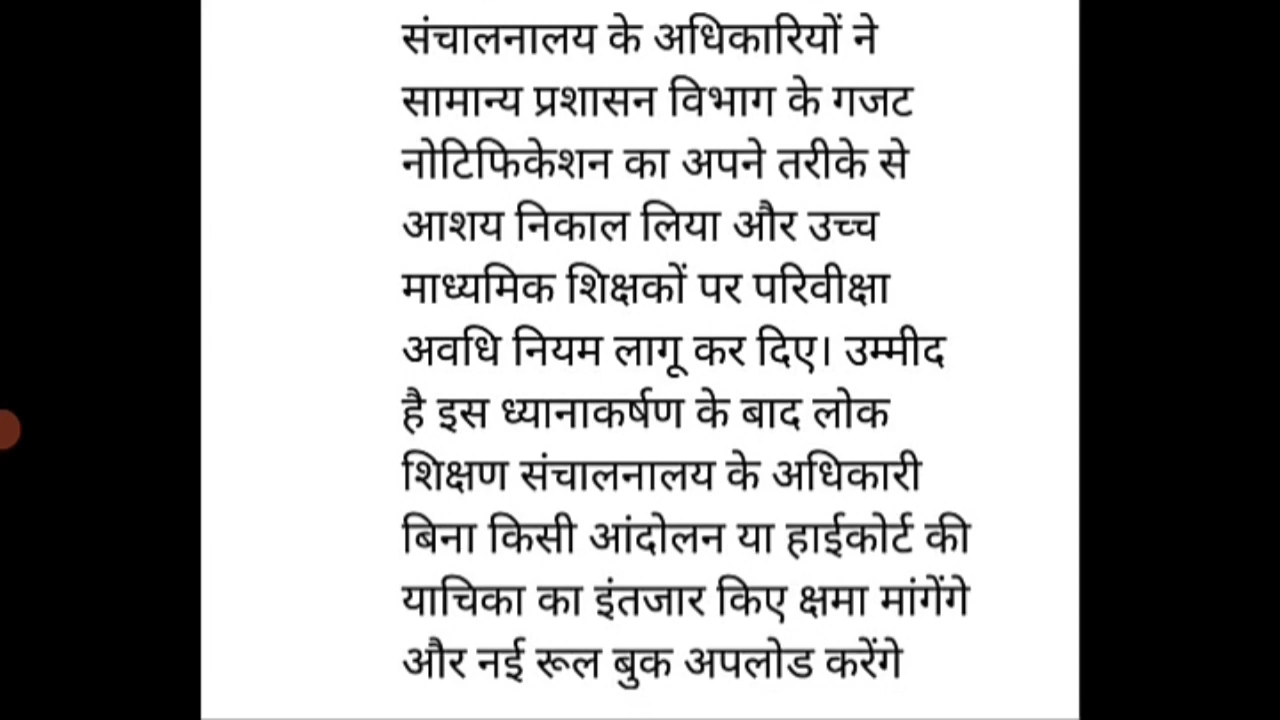 संचालनालय के अधिकारियों ने
सामान्य प्रशासन विभाग के गजट
नोटिफिकेशन का अपने तरीके से
आशय निकाल लिया और उच्च
माध्यमिक शिक्षकों पर परिवीक्षा
अवधि नियम लागू कर दिए। उम्मीद
है इस ध्यानाकर्षण के बाद लोक
शिक्षण संचालनालय के अधिकारी
बिना किसी आंदोलन या हाईकोर्ट की
याचिका का इंतजार किए क्षमा मांगेंगे
और नई रूल बुक अपलोड करेंगे